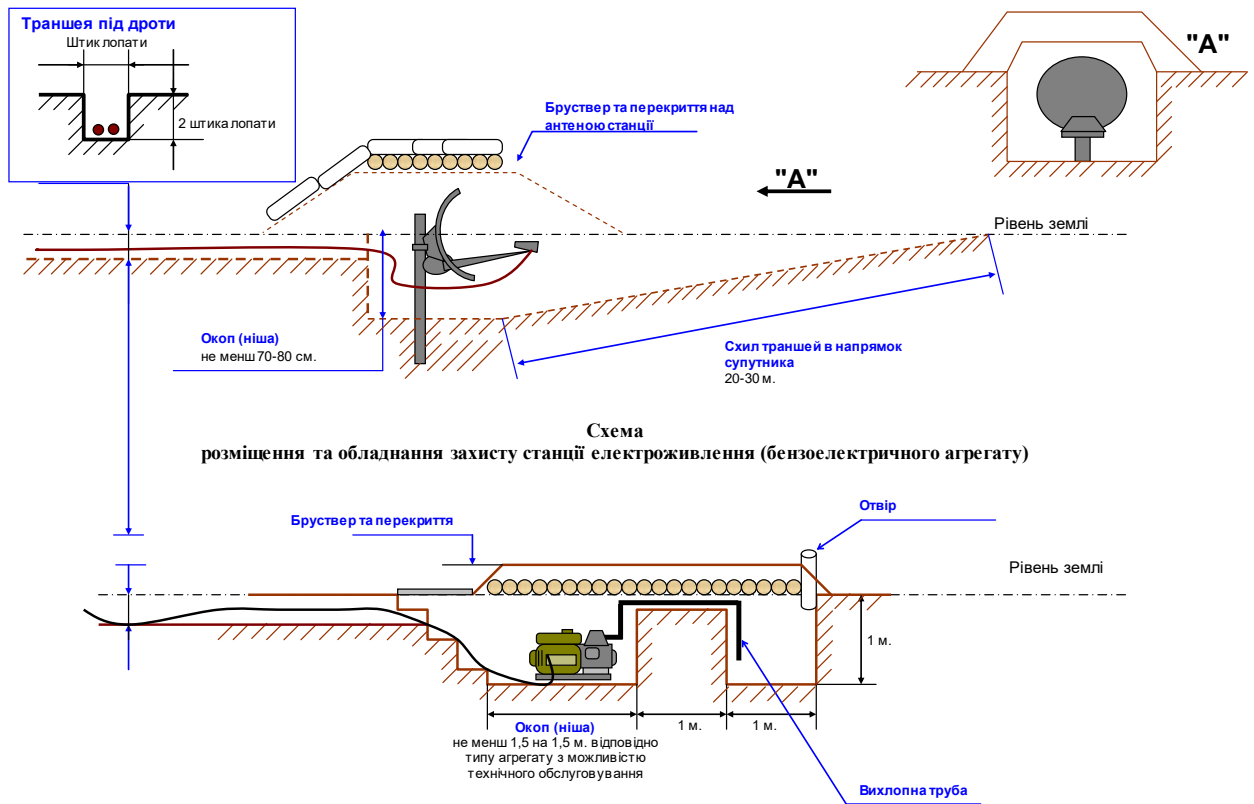 Траншея під дроти
Штик лопати
2 штика лопати
"А"
Бруствер та перекриття над
антеною станції
"А"
Рівень землі
Окоп (ніша)
не менш 70-80 см.
Схил траншей в напрямок
супутника
20-30 м.
Схема
розміщення та обладнання захисту станції електроживлення (бензоелектричного агрегату)
Отвір
Бруствер та перекриття
Рівень землі
1 м.
Окоп (ніша)
не менш 1,5 на 1,5 м. відповідно
типу агрегату з можливістю
технічного обслуговування
1 м.
1 м.
Вихлопна труба